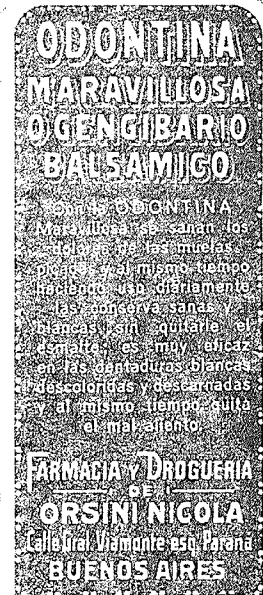 ODONTINA
MARAVILLOSA
O GENGIBARIO
BALSAMICO
Con la ODONTINA
Maravillosa se sanan los
dolores de las muelas
picadas y al mismo tiempo
haciendo uso diariamente
las conserva sanas y
blancas sin quitarle el
esmalte, es muy eficaz
en las dentaduras blancas
descoloridas y descarnadas
y al mismo tiempo quita
el mal aliento.
FARMACIA Y DROGUERIA
DE
ORSINI NICOLA
Calle Gral Viamonte esq. Paraná
BUENOS AIRES